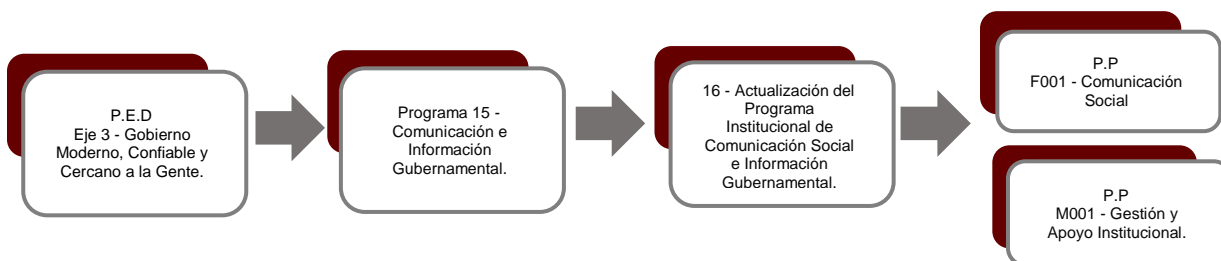 P.E.D
Eje 3 - Gobierno
Moderno, Confiable y
Cercano a la Gente.
Programa 15 -
Comunicación e
Información
Gubernamental.
16 - Actualización del
Programa
Institucional de
Comunicación Social
e Información
Gubernamental.
P.P
F001 - Comunicación
Social
P.P
M001 - Gestión y
Apoyo Institucional.